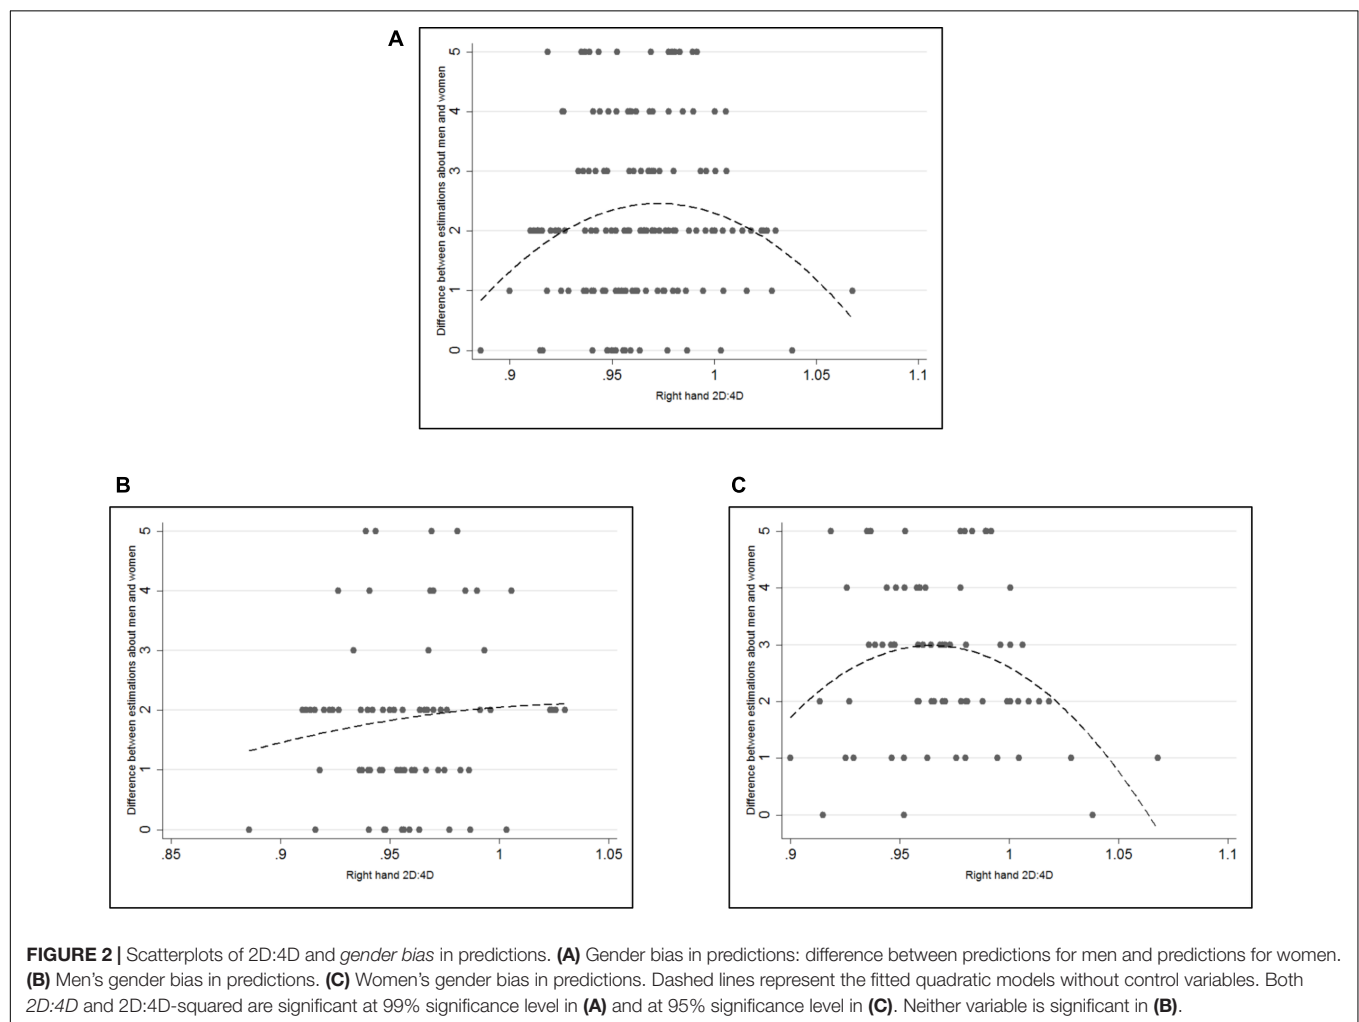 A
Difference between estimations about men and women
5
4
3
2
1
0
.9 .95 1 1.05 1.1
Right hand 2D:4D
B
Difference between estimations about men and women
5
4
3
2
1
0
.85 .9 .95 1 1.05
Right hand 2D:4D
C
Difference between estimations about men and women
5
4
3
2
1
0
.9 .95 1 1.05 1.1
Right hand 2D:4D
FIGURE 2 | Scatterplots of 2D:4D and gender bias in predictions. (A) Gender bias in predictions: difference between predictions for men and predictions for women.
(B) Men's gender bias in predictions. (C) Women's gender bias in predictions. Dashed lines represent the fitted quadratic models without control variables. Both
2D:4D and 2D:4D-squared are significant at 99% significance level in (A) and at 95% significance level in (C). Neither variable is significant in (B).